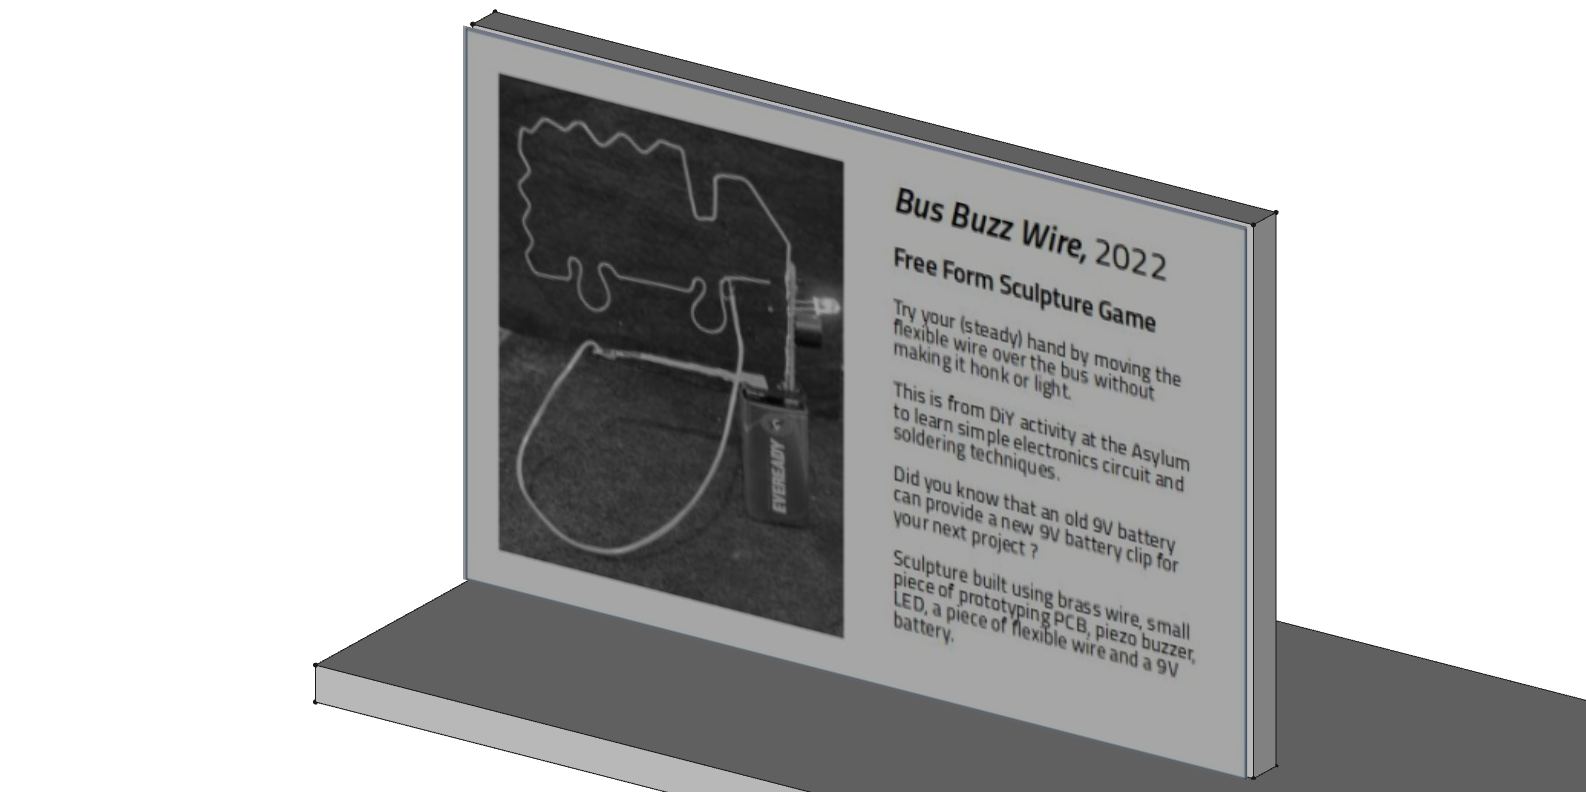 Bus Buzz Wire, 2022
Free Form Sculpture Game
Try your (steady) hand by moving the
flexible wire over the bus without
making it honk or light.
This is from DiY activity at the Asylum
to learn simple electronics circuit and
soldering techniques.
Did you know that an old 9V battery
can provide a new 9V battery clip for
your next project ?
Sculpture built using brass wire, small
piece of prototyping PCB, piezo buzzer,
LED, a piece of flexible wire and a 9V
battery.
EVEREADY